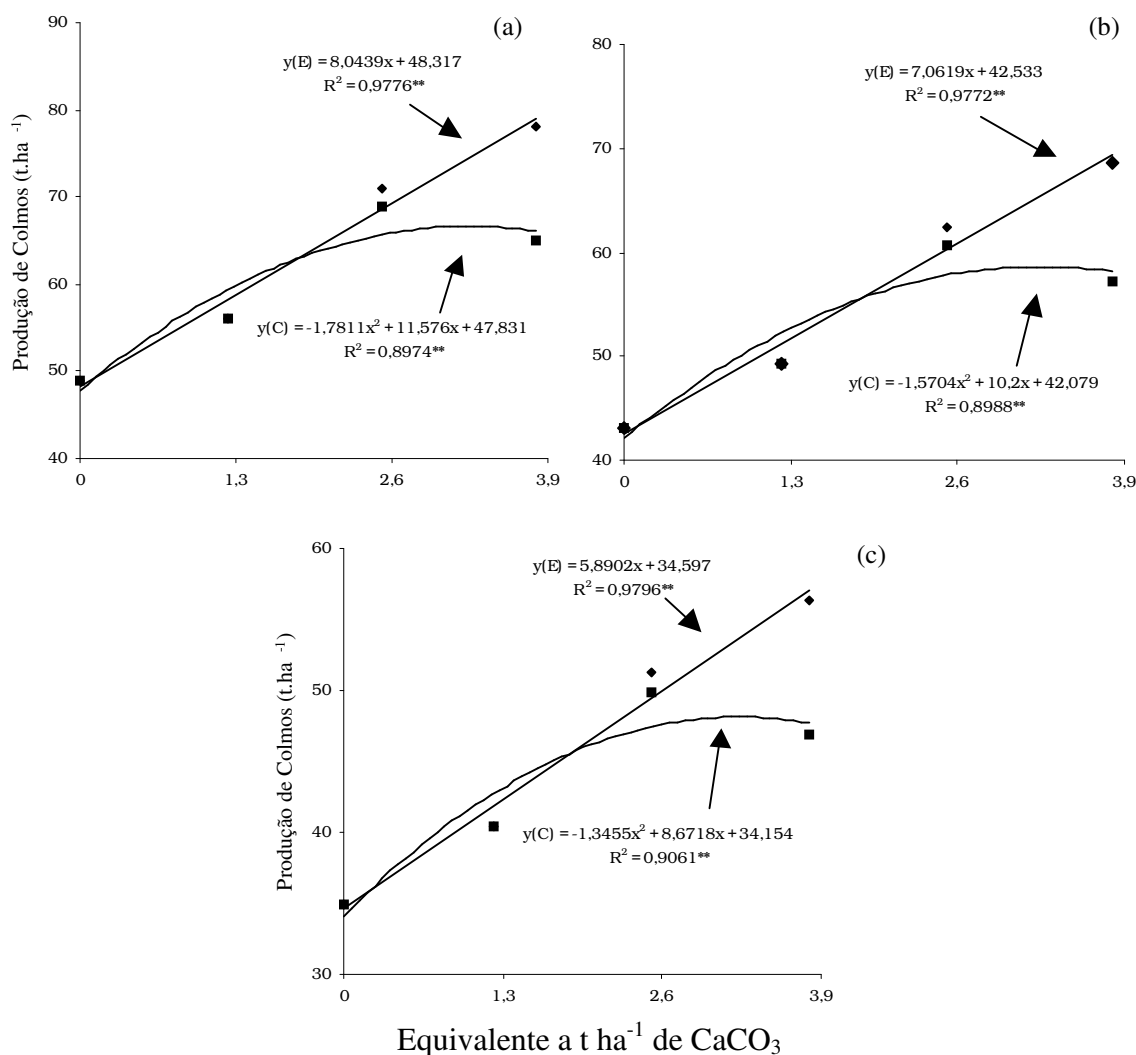 (a)
Produção de Colmos (t.ha ⁻¹)
90
80
70
60
50
40
0
1,3
2,6
3,9
y(E) = 8,0439x + 48,317
R² = 0,9776**
y(C) = -1,7811x² + 11,576x + 47,831
R² = 0,8974**
(b)
80
70
60
50
40
0
1,3
2,6
3,9
y(E) = 7,0619x + 42,533
R² = 0,9772**
y(C) = -1,5704x² + 10,2x + 42,079
R² = 0,8988**
(c)
Produção de Colmos (t.ha ⁻¹)
60
50
40
30
0
1,3
2,6
3,9
y(E) = 5,8902x + 34,597
R² = 0,9796**
y(C) = -1,3455x² + 8,6718x + 34,154
R² = 0,9061**
Equivalente a t ha⁻¹ de CaCO₃